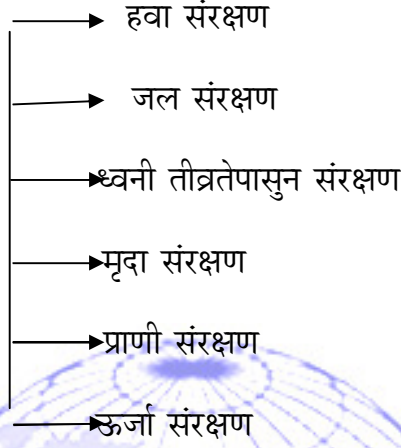 हवा संरक्षण
जल संरक्षण
ध्वनी तीव्रतेपासुन संरक्षण
मृदा संरक्षण
प्राणी संरक्षण
ऊर्जा संरक्षण